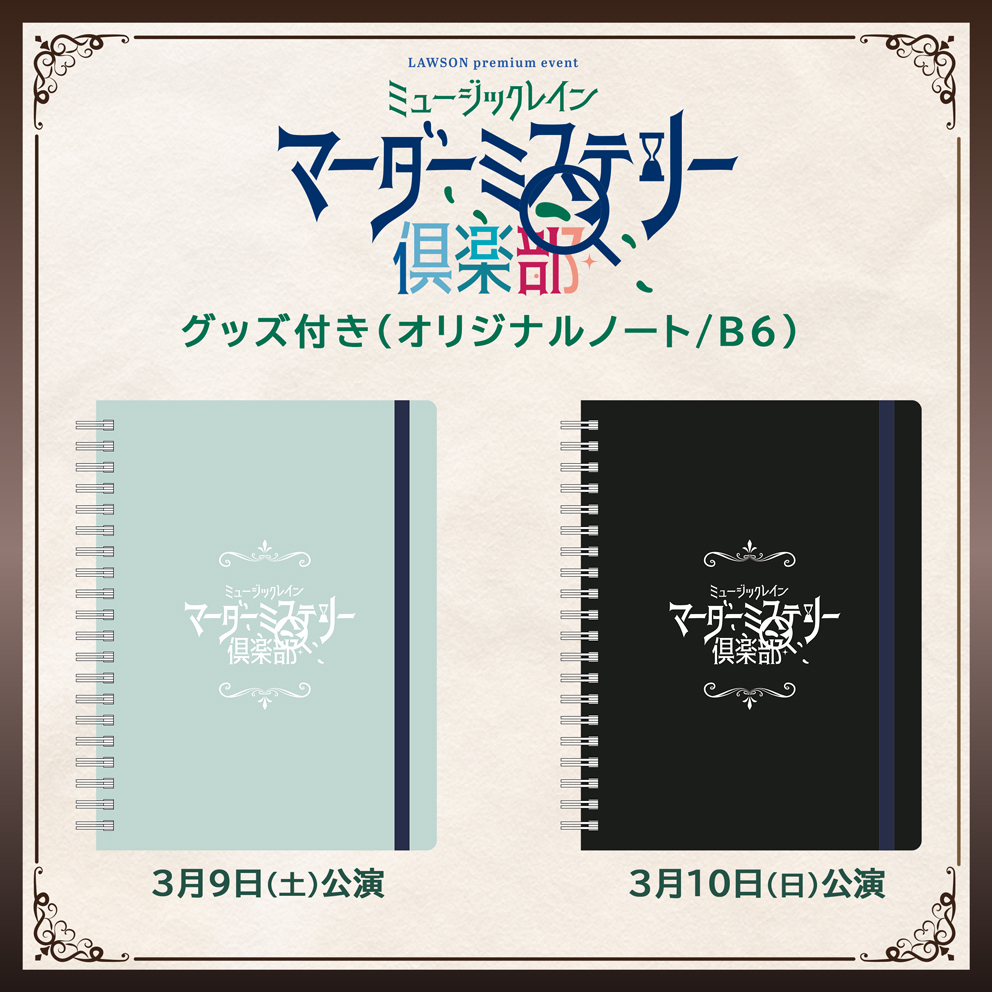 LAWSON premium event
ミュージックレイン
マーダーミステリー
倶楽部
グッズ付き(オリジナルノート/B6)
ミュージックレイン
マーダーミステリー
倶楽部
ミュージックレイン
マーダーミステリー
倶楽部
3月9日(土)公演
3月10日(日)公演